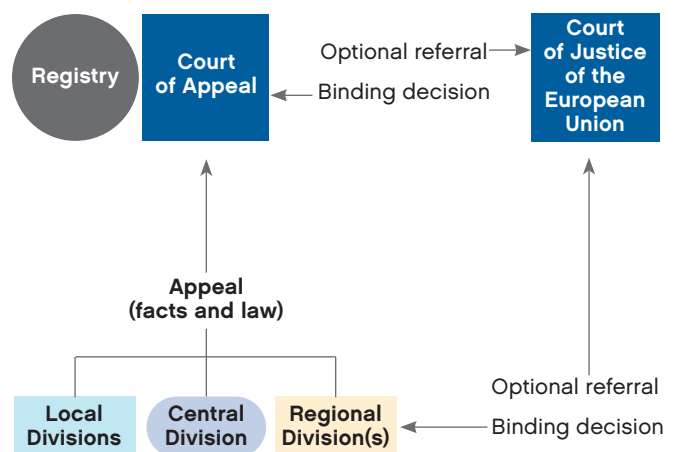 Registry
Court
of Appeal
Optional referral
Binding decision
Court
of Justice
of the
European
Union
Appeal
(facts and law)
Local
Divisions
Central
Division
Regional
Division(s)
Optional referral
Binding decision